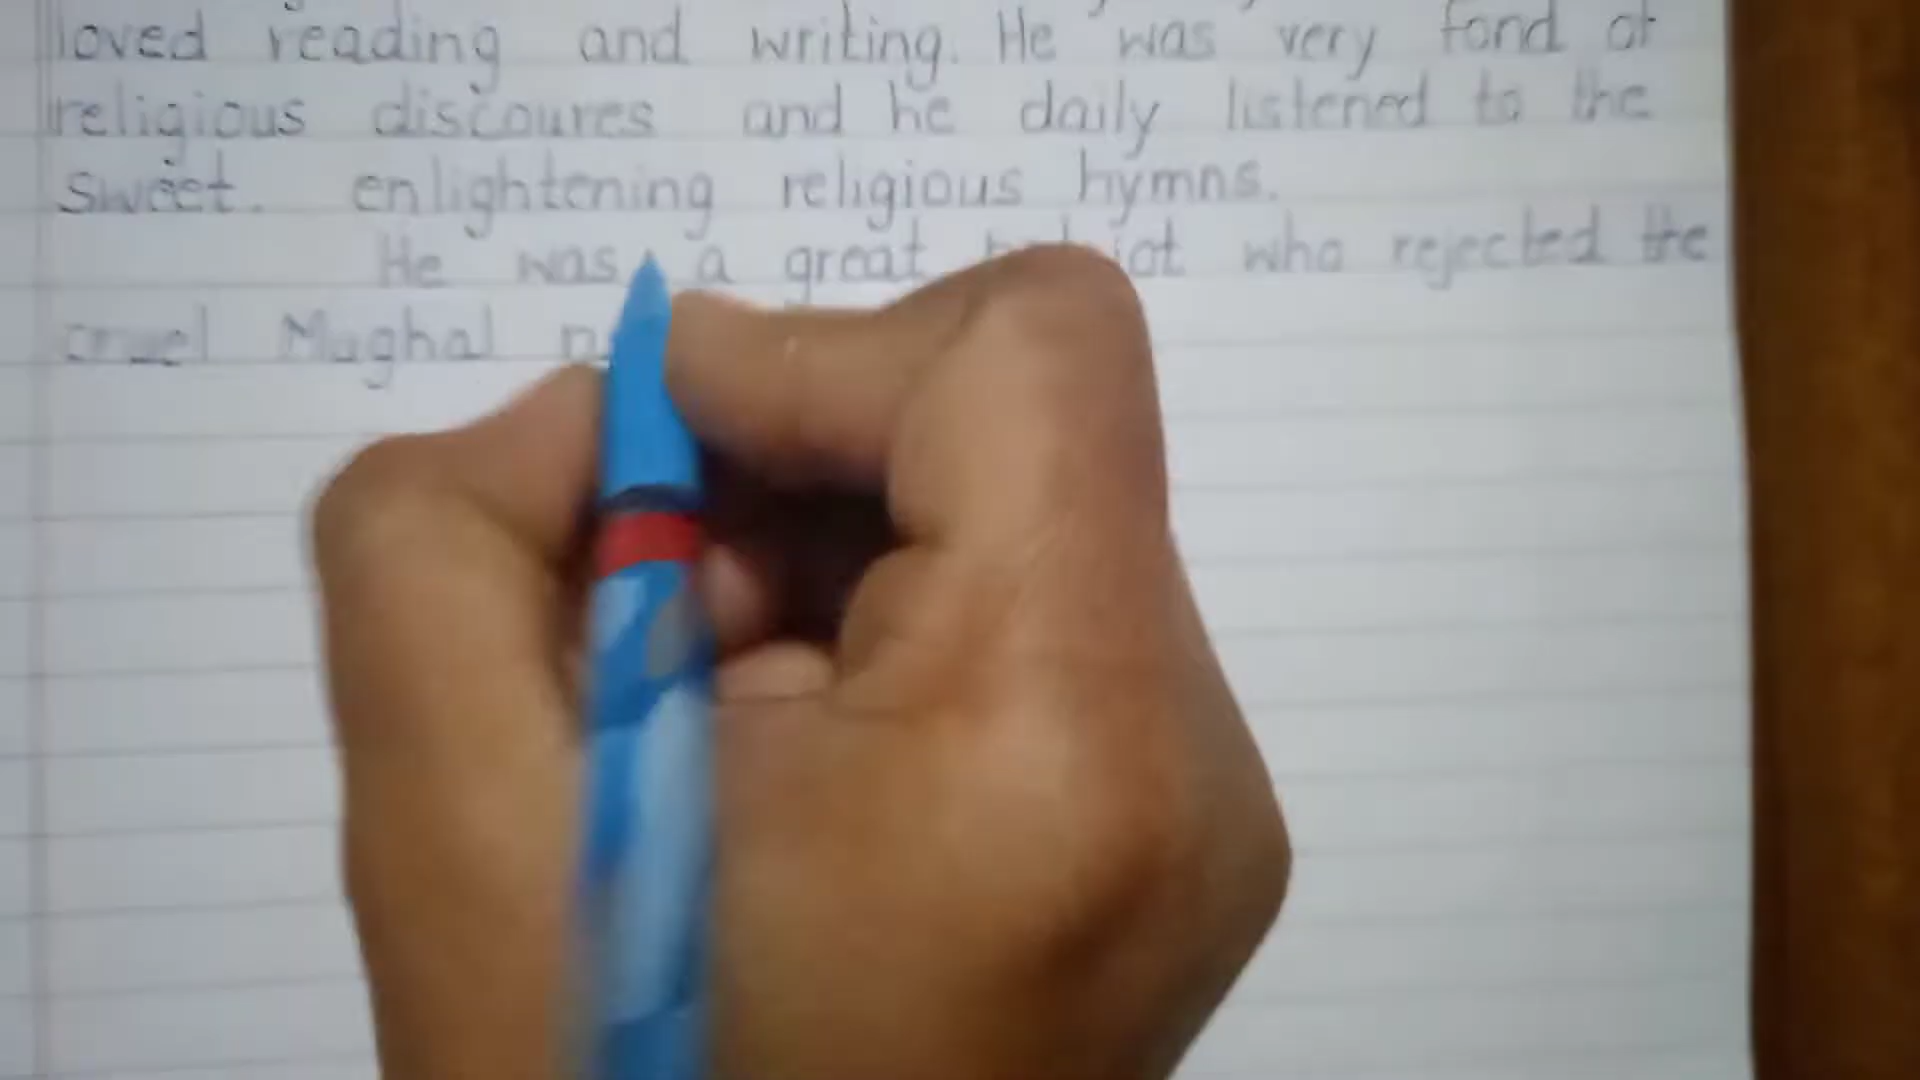 loved reading and writing. He was very fond of
religious discoures and he daily listened to the
sweet. enlightening religious hymns.
He was a great who rejected the
cruel Mughal